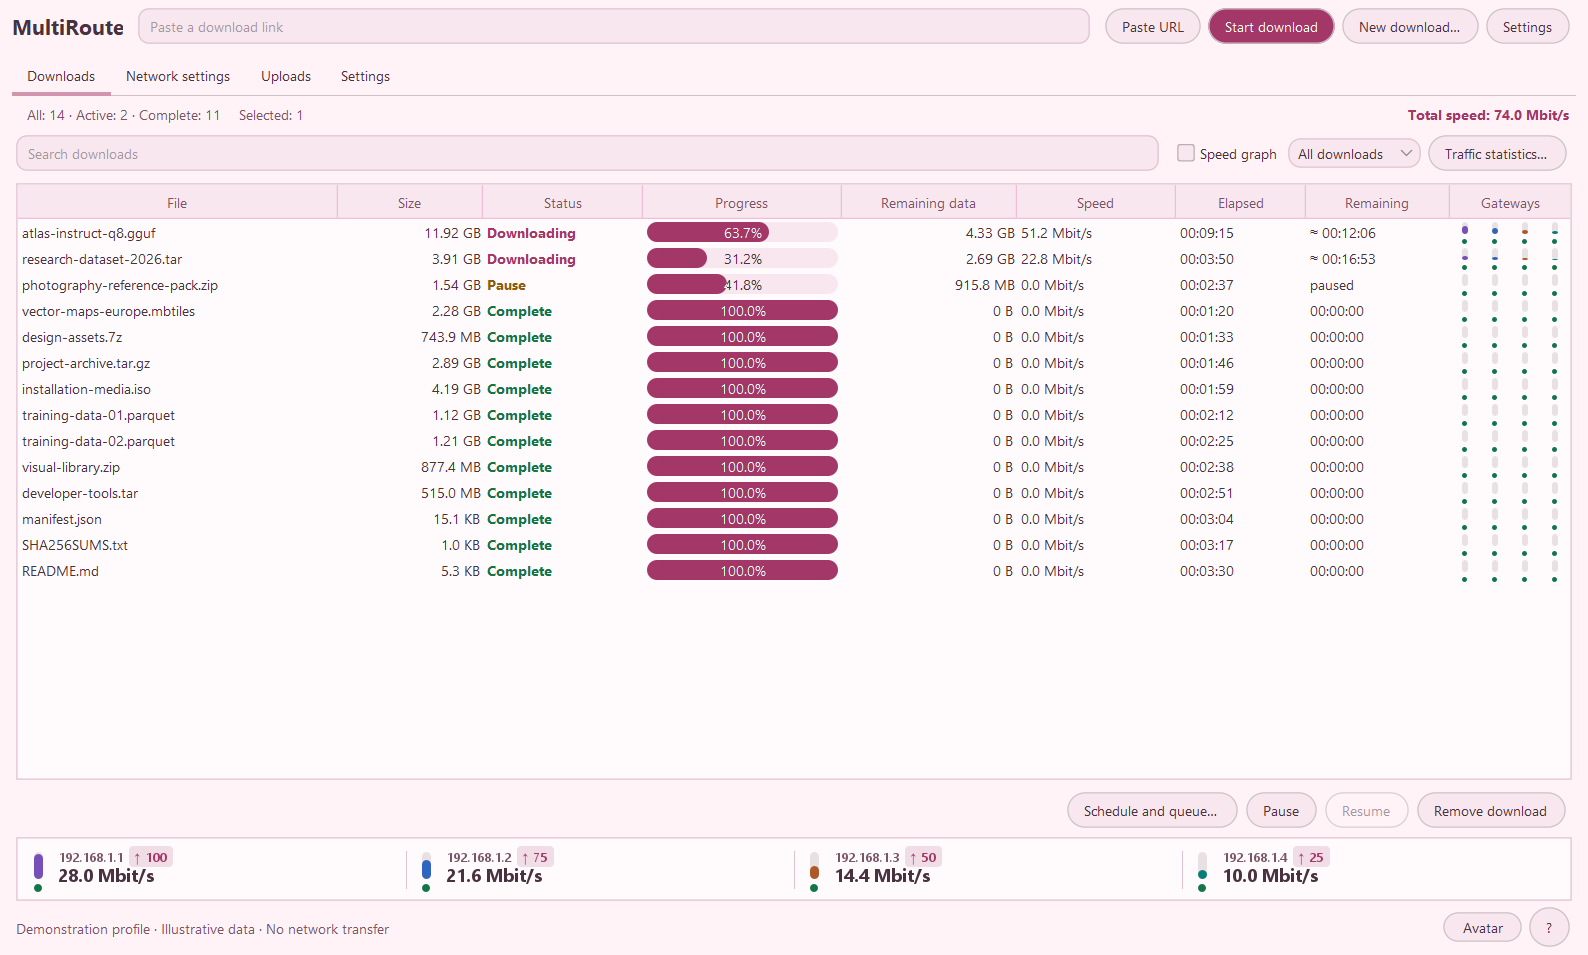 MultiRoute Paste a download link Paste URL Start download New download... Settings
Downloads Network settings Uploads Settings
All: 14 · Active: 2 · Complete: 11 Selected: 1 Total speed: 74.0 Mbit/s
Search downloads Speed graph All downloads Traffic statistics...
File Size Status Progress Remaining data Speed Elapsed Remaining Gateways
atlas-instruct-q8.gguf 11.92 GB Downloading 63.7% 4.33 GB 51.2 Mbit/s 00:09:15 ≈ 00:12:06
research-dataset-2026.tar 3.91 GB Downloading 31.2% 2.69 GB 22.8 Mbit/s 00:03:50 ≈ 00:16:53
photography-reference-pack.zip 1.54 GB Pause 41.8% 915.8 MB 0.0 Mbit/s 00:02:37 paused
vector-maps-europe.mbtiles 2.28 GB Complete 100.0% 0 B 0.0 Mbit/s 00:01:20 00:00:00
design-assets.7z 743.9 MB Complete 100.0% 0 B 0.0 Mbit/s 00:01:33 00:00:00
project-archive.tar.gz 2.89 GB Complete 100.0% 0 B 0.0 Mbit/s 00:01:46 00:00:00
installation-media.iso 4.19 GB Complete 100.0% 0 B 0.0 Mbit/s 00:01:59 00:00:00
training-data-01.parquet 1.12 GB Complete 100.0% 0 B 0.0 Mbit/s 00:02:12 00:00:00
training-data-02.parquet 1.21 GB Complete 100.0% 0 B 0.0 Mbit/s 00:02:25 00:00:00
visual-library.zip 877.4 MB Complete 100.0% 0 B 0.0 Mbit/s 00:02:38 00:00:00
developer-tools.tar 515.0 MB Complete 100.0% 0 B 0.0 Mbit/s 00:02:51 00:00:00
manifest.json 15.1 KB Complete 100.0% 0 B 0.0 Mbit/s 00:03:04 00:00:00
SHA256SUMS.txt 1.0 KB Complete 100.0% 0 B 0.0 Mbit/s 00:03:17 00:00:00
README.md 5.3 KB Complete 100.0% 0 B 0.0 Mbit/s 00:03:30 00:00:00
Schedule and queue... Pause Resume Remove download
192.168.1.1 ↑ 100 192.168.1.2 ↑ 75 192.168.1.3 ↑ 50 192.168.1.4 ↑ 25
28.0 Mbit/s 21.6 Mbit/s 14.4 Mbit/s 10.0 Mbit/s
Demonstration profile · Illustrative data · No network transfer Avatar ?